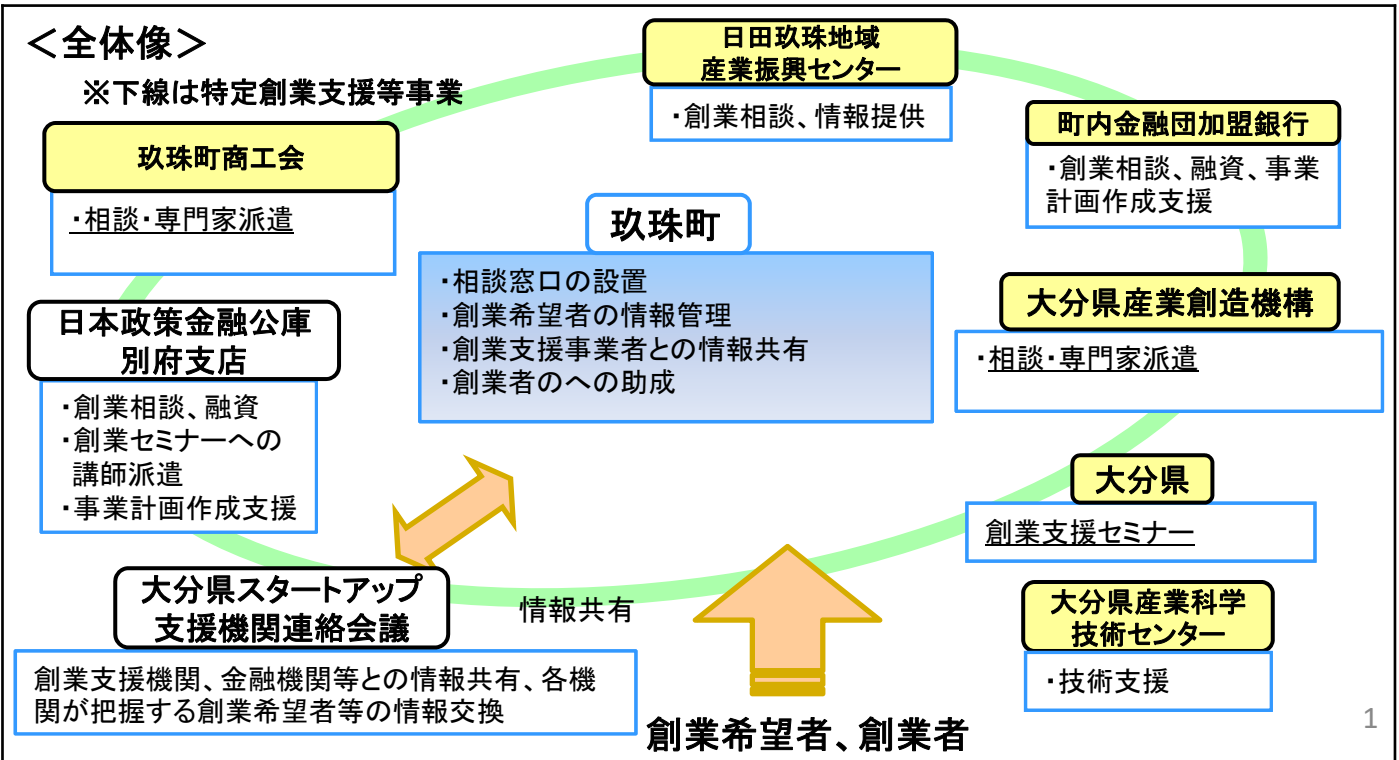 ＜全体像＞
※下線は特定創業支援等事業
日田玖珠地域
産業振興センター
・創業相談、情報提供
町内金融団加盟銀行
・創業相談、融資、事業
計画作成支援
玖珠町商工会
・相談・専門家派遣
玖珠町
・相談窓口の設置
・創業希望者の情報管理
・創業支援事業者との情報共有
・創業者のへの助成
大分県産業創造機構
・相談・専門家派遣
日本政策金融公庫
別府支店
・創業相談、融資
・創業セミナーへの
講師派遣
・事業計画作成支援
大分県
創業支援セミナー
大分県スタートアップ
支援機関連絡会議
創業支援機関、金融機関等との情報共有、各機
関が把握する創業希望者等の情報交換
情報共有
大分県産業科学
技術センター
・技術支援
創業希望者、創業者
1